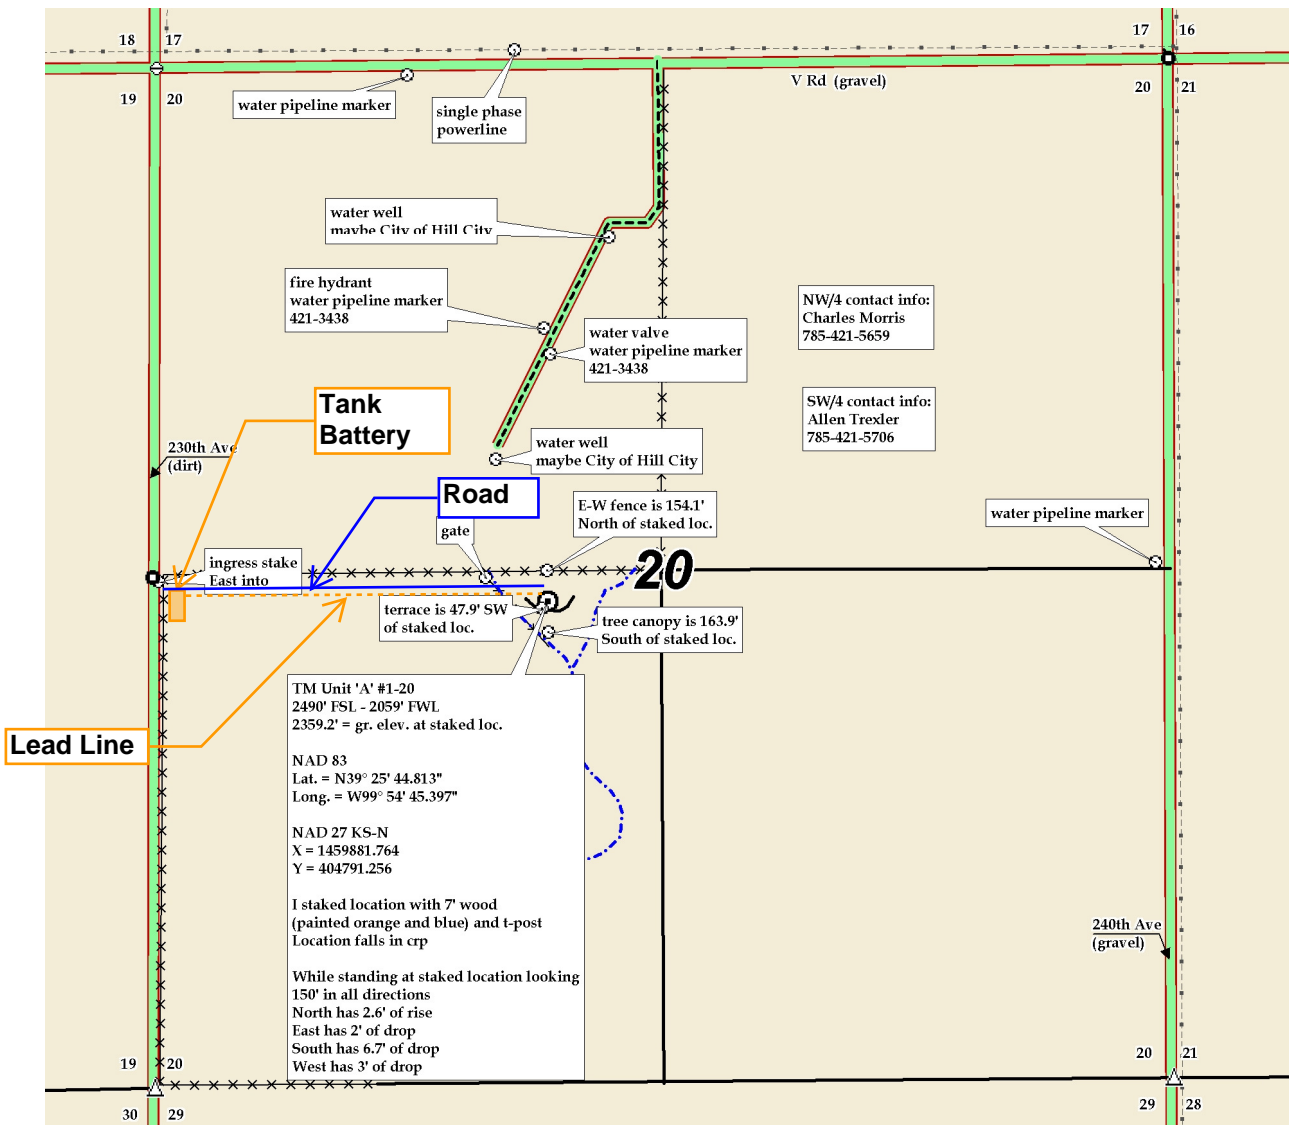 18 17
17 16
19 20
20 21
V Rd (gravel)
water pipeline marker
single phase
powerline
water well
maybe City of Hill City
fire hydrant
water pipeline marker
421-3438
NW/4 contact info:
Charles Morris
785-421-5659
water valve
water pipeline marker
421-3438
Tank
Battery
SW/4 contact info:
Allen Trexler
785-421-5706
230th Ave
(dirt)
water well
maybe City of Hill City
Road
E-W fence is 154.1'
North of staked loc.
gate
water pipeline marker
ingress stake
East into
20
terrace is 47.9' SW
of staked loc.
tree canopy is 163.9'
South of staked loc.
Lead Line
TM Unit 'A' #1-20
2490' FSL - 2059' FWL
2359.2' = gr. elev. at staked loc.
NAD 83
Lat. = N39° 25' 44.813"
Long. = W99° 54' 45.397"
NAD 27 KS-N
X = 1459881.764
Y = 404791.256
I staked location with 7' wood
(painted orange and blue) and t-post
Location falls in crp
While standing at staked location looking
150' in all directions
North has 2.6' of rise
East has 2' of drop
South has 6.7' of drop
West has 3' of drop
240th Ave
(gravel)
19 20
20 21
30 29
29 28